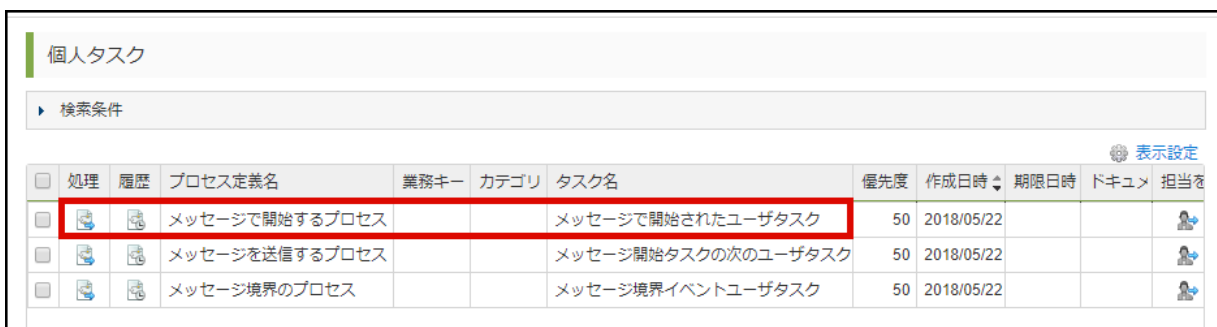 個人タスク
検索条件
表示設定
処理 履歴 プロセス定義名 業務キー カテゴリ タスク名 優先度 作成日時 期限日時 ドキュメ 担当を
メッセージで開始するプロセス メッセージで開始されたユーザタスク 50 2018/05/22
メッセージを送信するプロセス メッセージ開始タスクの次のユーザタスク 50 2018/05/22
メッセージ境界のプロセス メッセージ境界イベントユーザタスク 50 2018/05/22